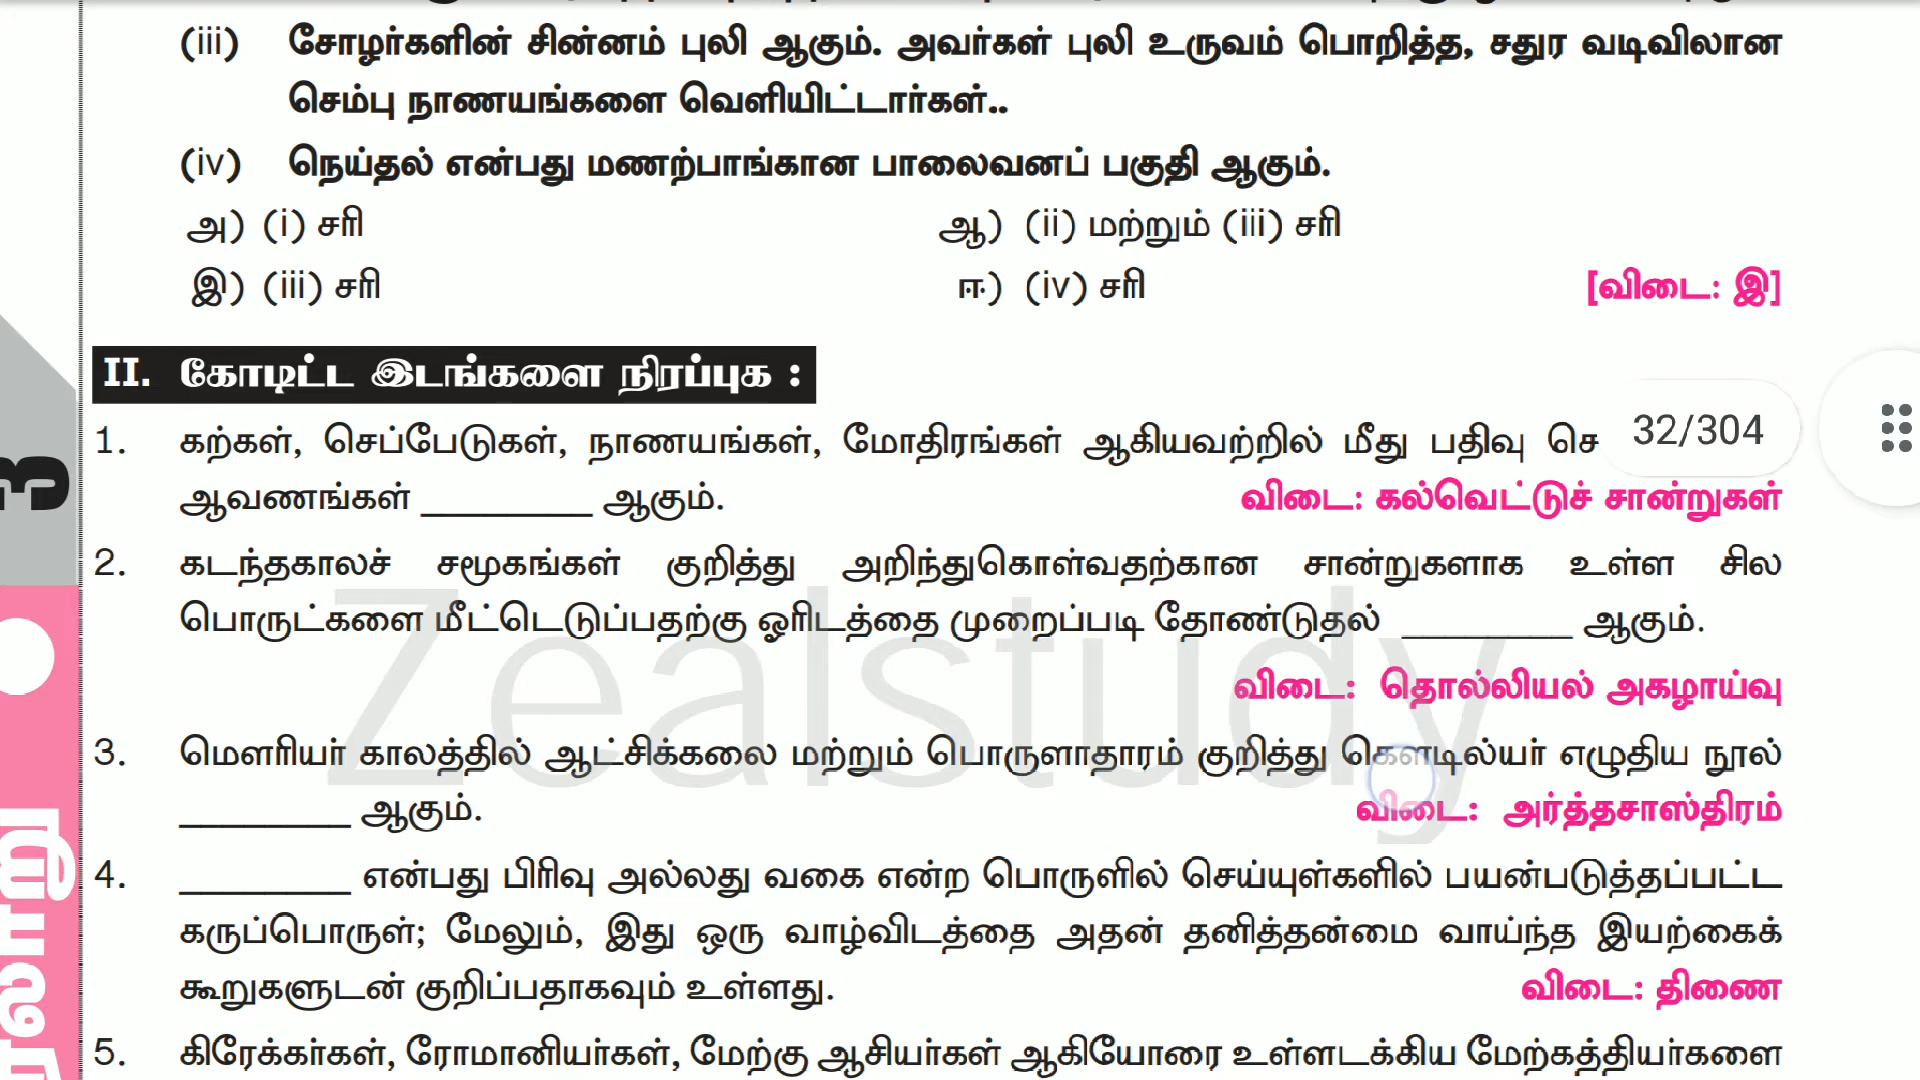 (iii) சோழர்களின் சின்னம் புலி ஆகும். அவர்கள் புலி உருவம் பொறித்த, சதுர வடிவிலான
செம்பு நாணயங்களை வெளியிட்டார்கள்..
(iv) நெய்தல் என்பது மணற்பாங்கான பாலைவனப் பகுதி ஆகும்.
அ) (i) சரி ஆ) (ii) மற்றும் (iii) சரி
இ) (iii) சரி ஈ) (iv) சரி [விடை: இ]
II. கோடிட்ட இடங்களை நிரப்புக :
1. கற்கள், செப்பேடுகள், நாணயங்கள், மோதிரங்கள் ஆகியவற்றில் மீது பதிவு செ
32/304
ஆவணங்கள் ________ ஆகும். விடை: கல்வெட்டுச் சான்றுகள்
2. கடந்தகாலச் சமூகங்கள் குறித்து அறிந்துகொள்வதற்கான சான்றுகளாக உள்ள சில
பொருட்களை மீட்டெடுப்பதற்கு ஓரிடத்தை முறைப்படி தோண்டுதல் ________ ஆகும்.
விடை: தொல்லியல் அகழாய்வு
3. மௌரியர் காலத்தில் ஆட்சிக்கலை மற்றும் பொருளாதாரம் குறித்து கௌடில்யர் எழுதிய நூல்
________ ஆகும். விடை: அர்த்தசாஸ்திரம்
4. ________ என்பது பிரிவு அல்லது வகை என்ற பொருளில் செய்யுள்களில் பயன்படுத்தப்பட்ட
கருப்பொருள்; மேலும், இது ஒரு வாழ்விடத்தை அதன் தனித்தன்மை வாய்ந்த இயற்கைக்
கூறுகளுடன் குறிப்பதாகவும் உள்ளது. விடை: திணை
5. கிரேக்கர்கள், ரோமானியர்கள், மேற்கு ஆசியர்கள் ஆகியோரை உள்ளடக்கிய மேற்கத்தியர்களை
Zealstudy
3